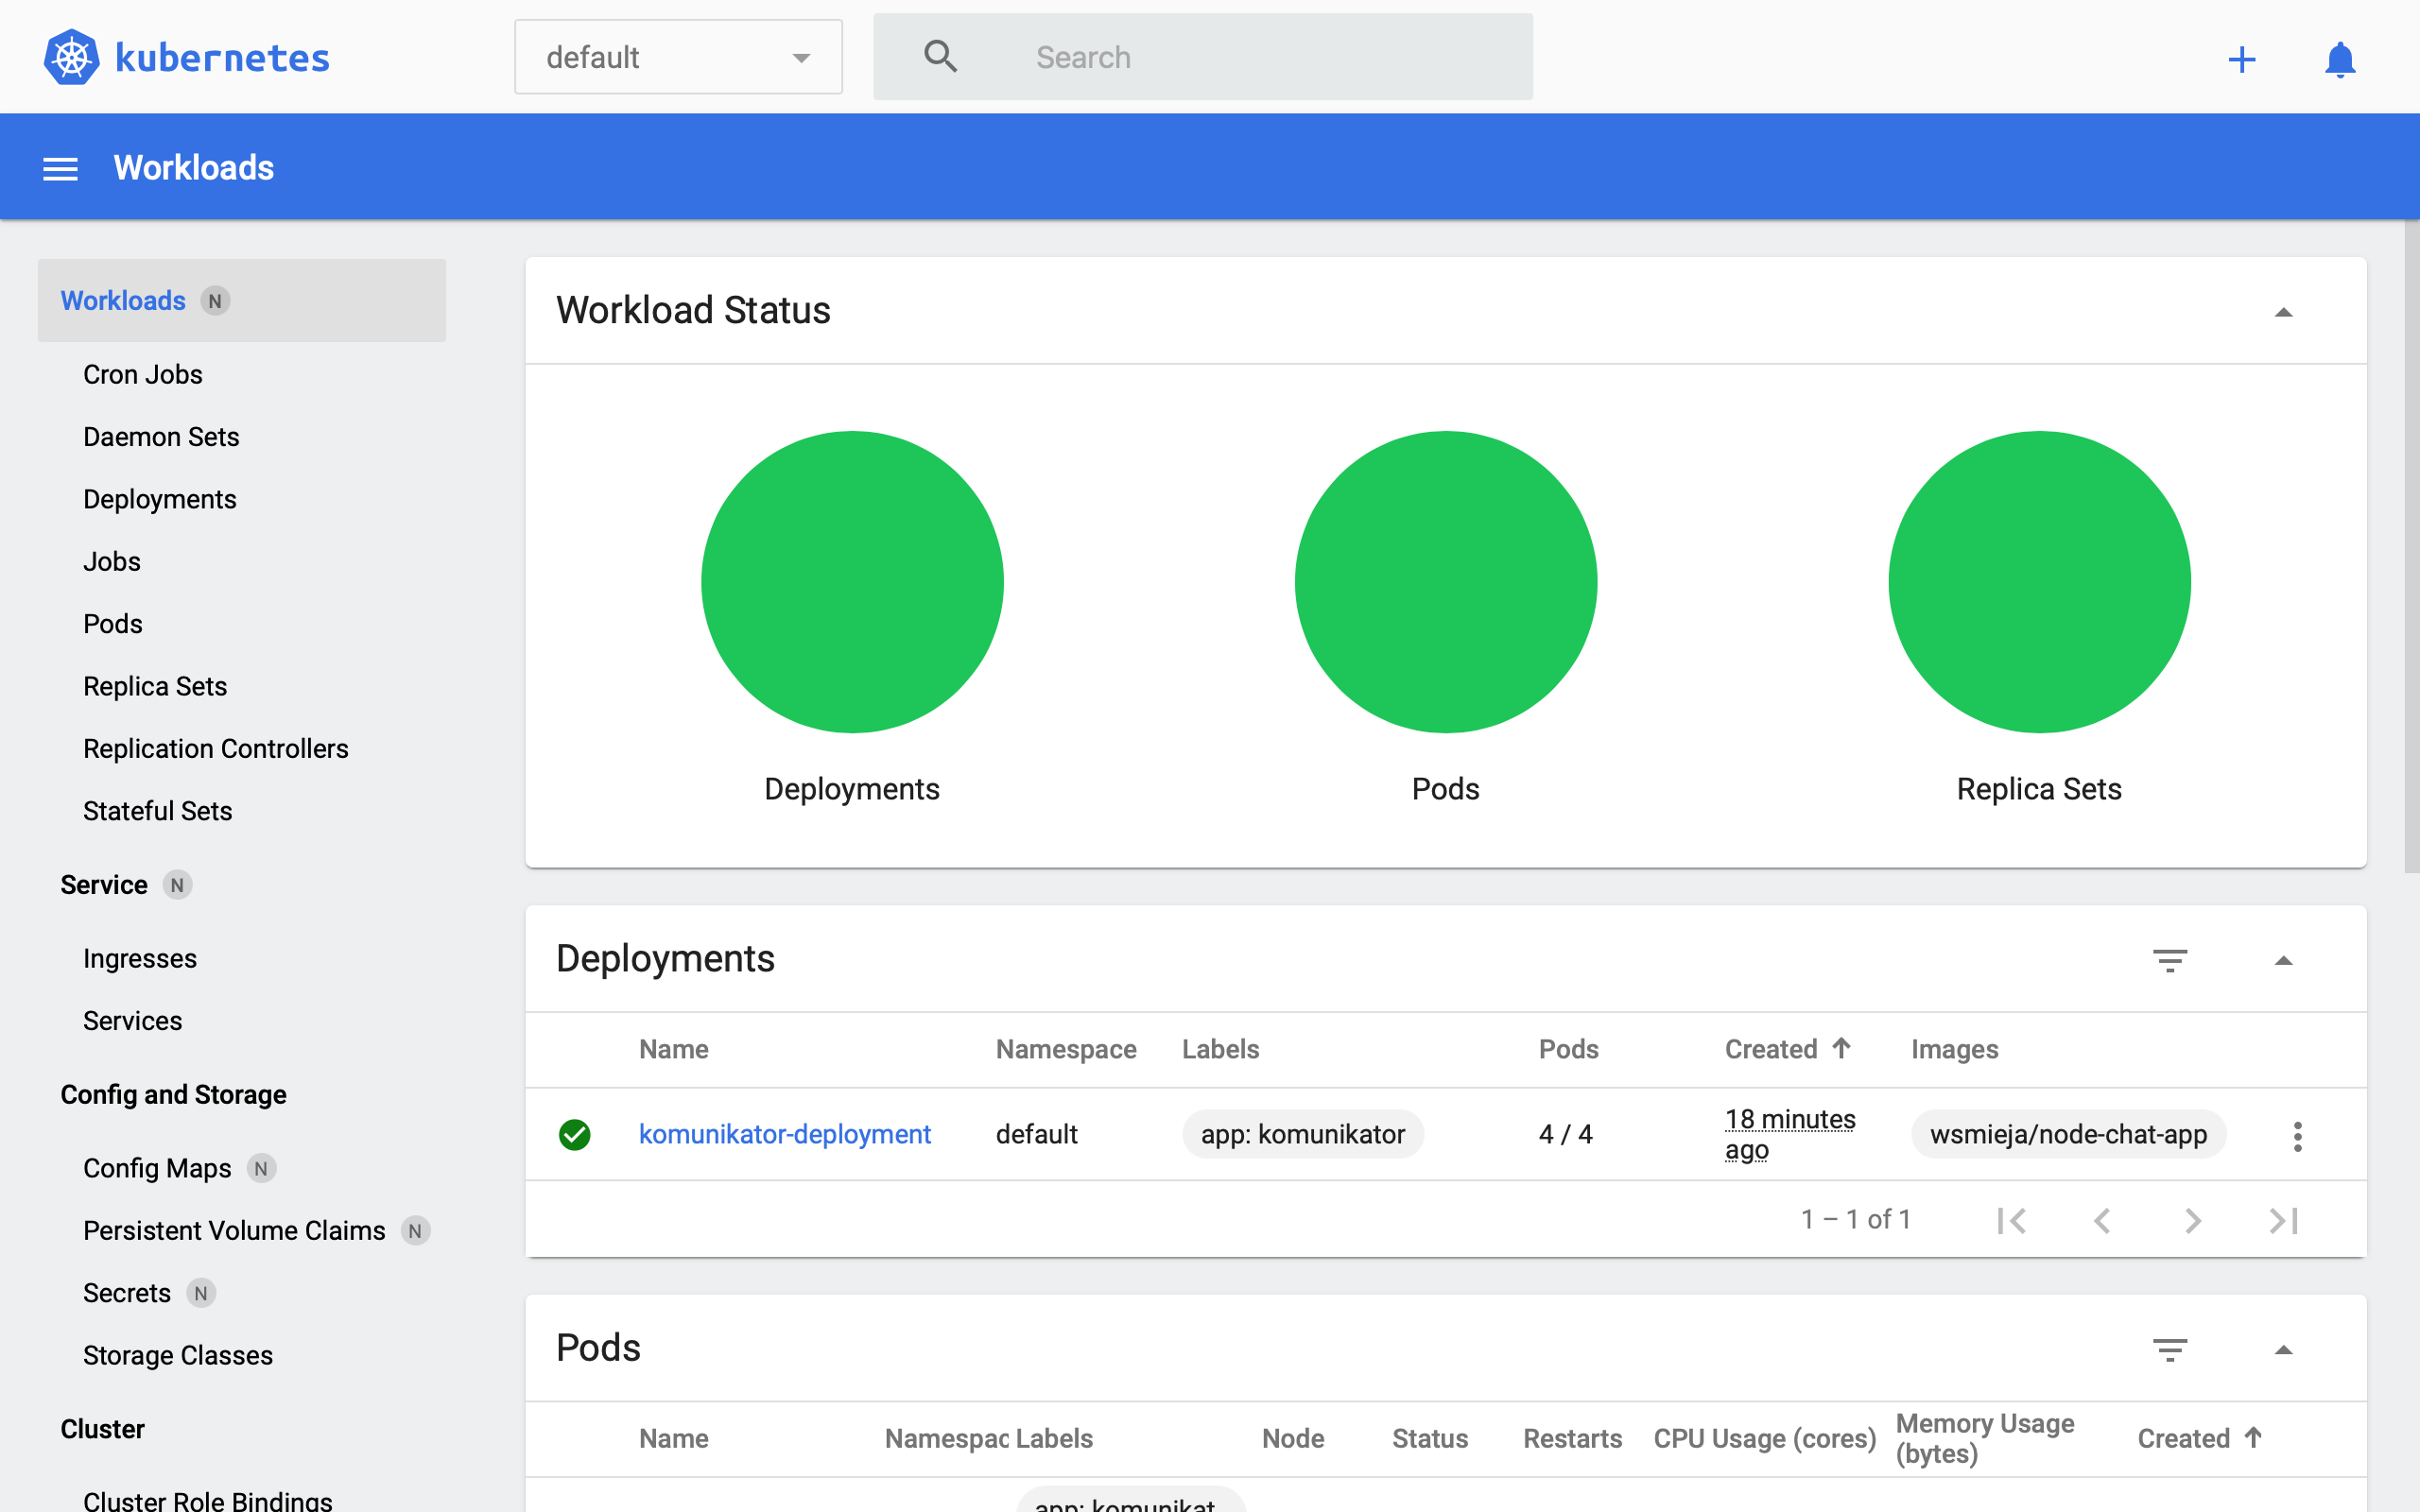 kubernetes
default
Search
Workloads
Workloads N
Cron Jobs
Daemon Sets
Deployments
Jobs
Pods
Replica Sets
Replication Controllers
Stateful Sets
Service N
Ingresses
Services
Config and Storage
Config Maps N
Persistent Volume Claims N
Secrets N
Storage Classes
Cluster
Cluster Role Bindings
Workload Status
Deployments
Pods
Replica Sets
Deployments
Name Namespace Labels Pods Created Images
komunikator-deployment default app: komunikator 4 / 4 18 minutes ago wsmieja/node-chat-app
1 – 1 of 1
Pods
Name Namespac Labels Node Status Restarts CPU Usage (cores) Memory Usage (bytes) Created
app: komunikat